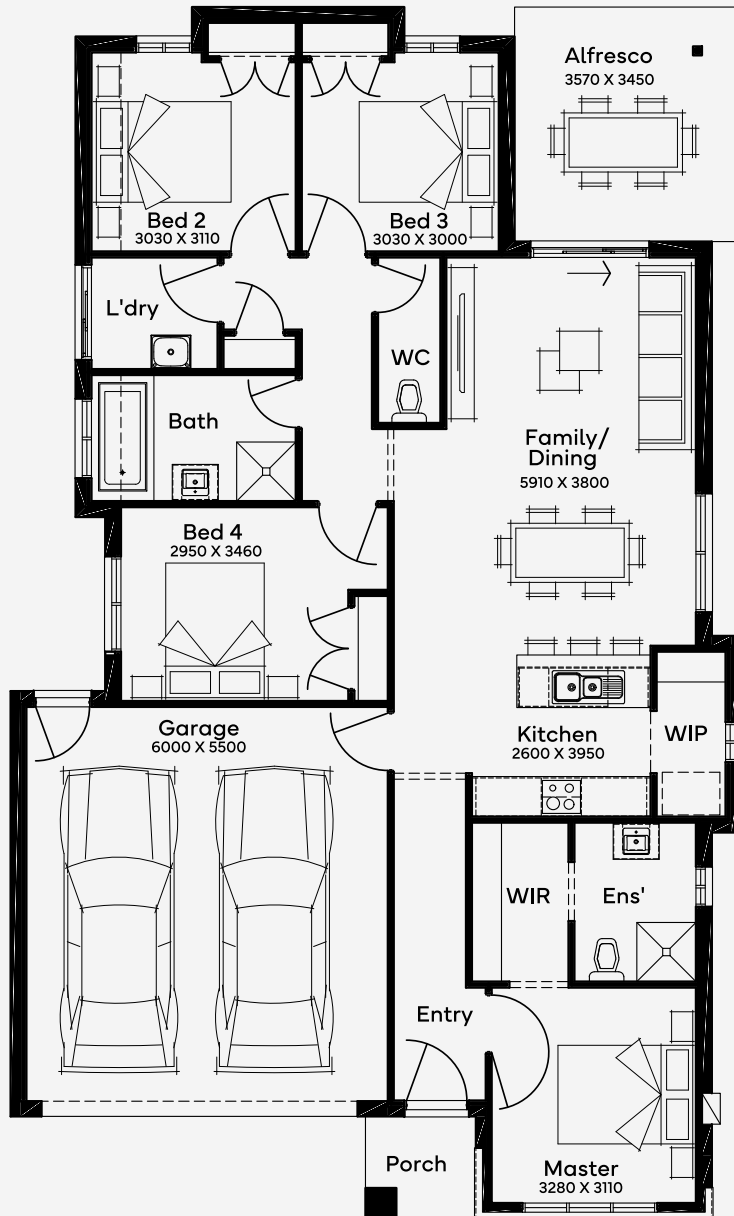 Alfresco
3570 X 3450
Bed 2
3030 X 3110
Bed 3
3030 X 3000
L'dry
WC
Bath
Family/
Dining
5910 X 3800
Bed 4
2950 X 3460
Garage
6000 X 5500
Kitchen
2600 X 3950
WIP
WIR
Ens'
Entry
Porch
Master
3280 X 3110